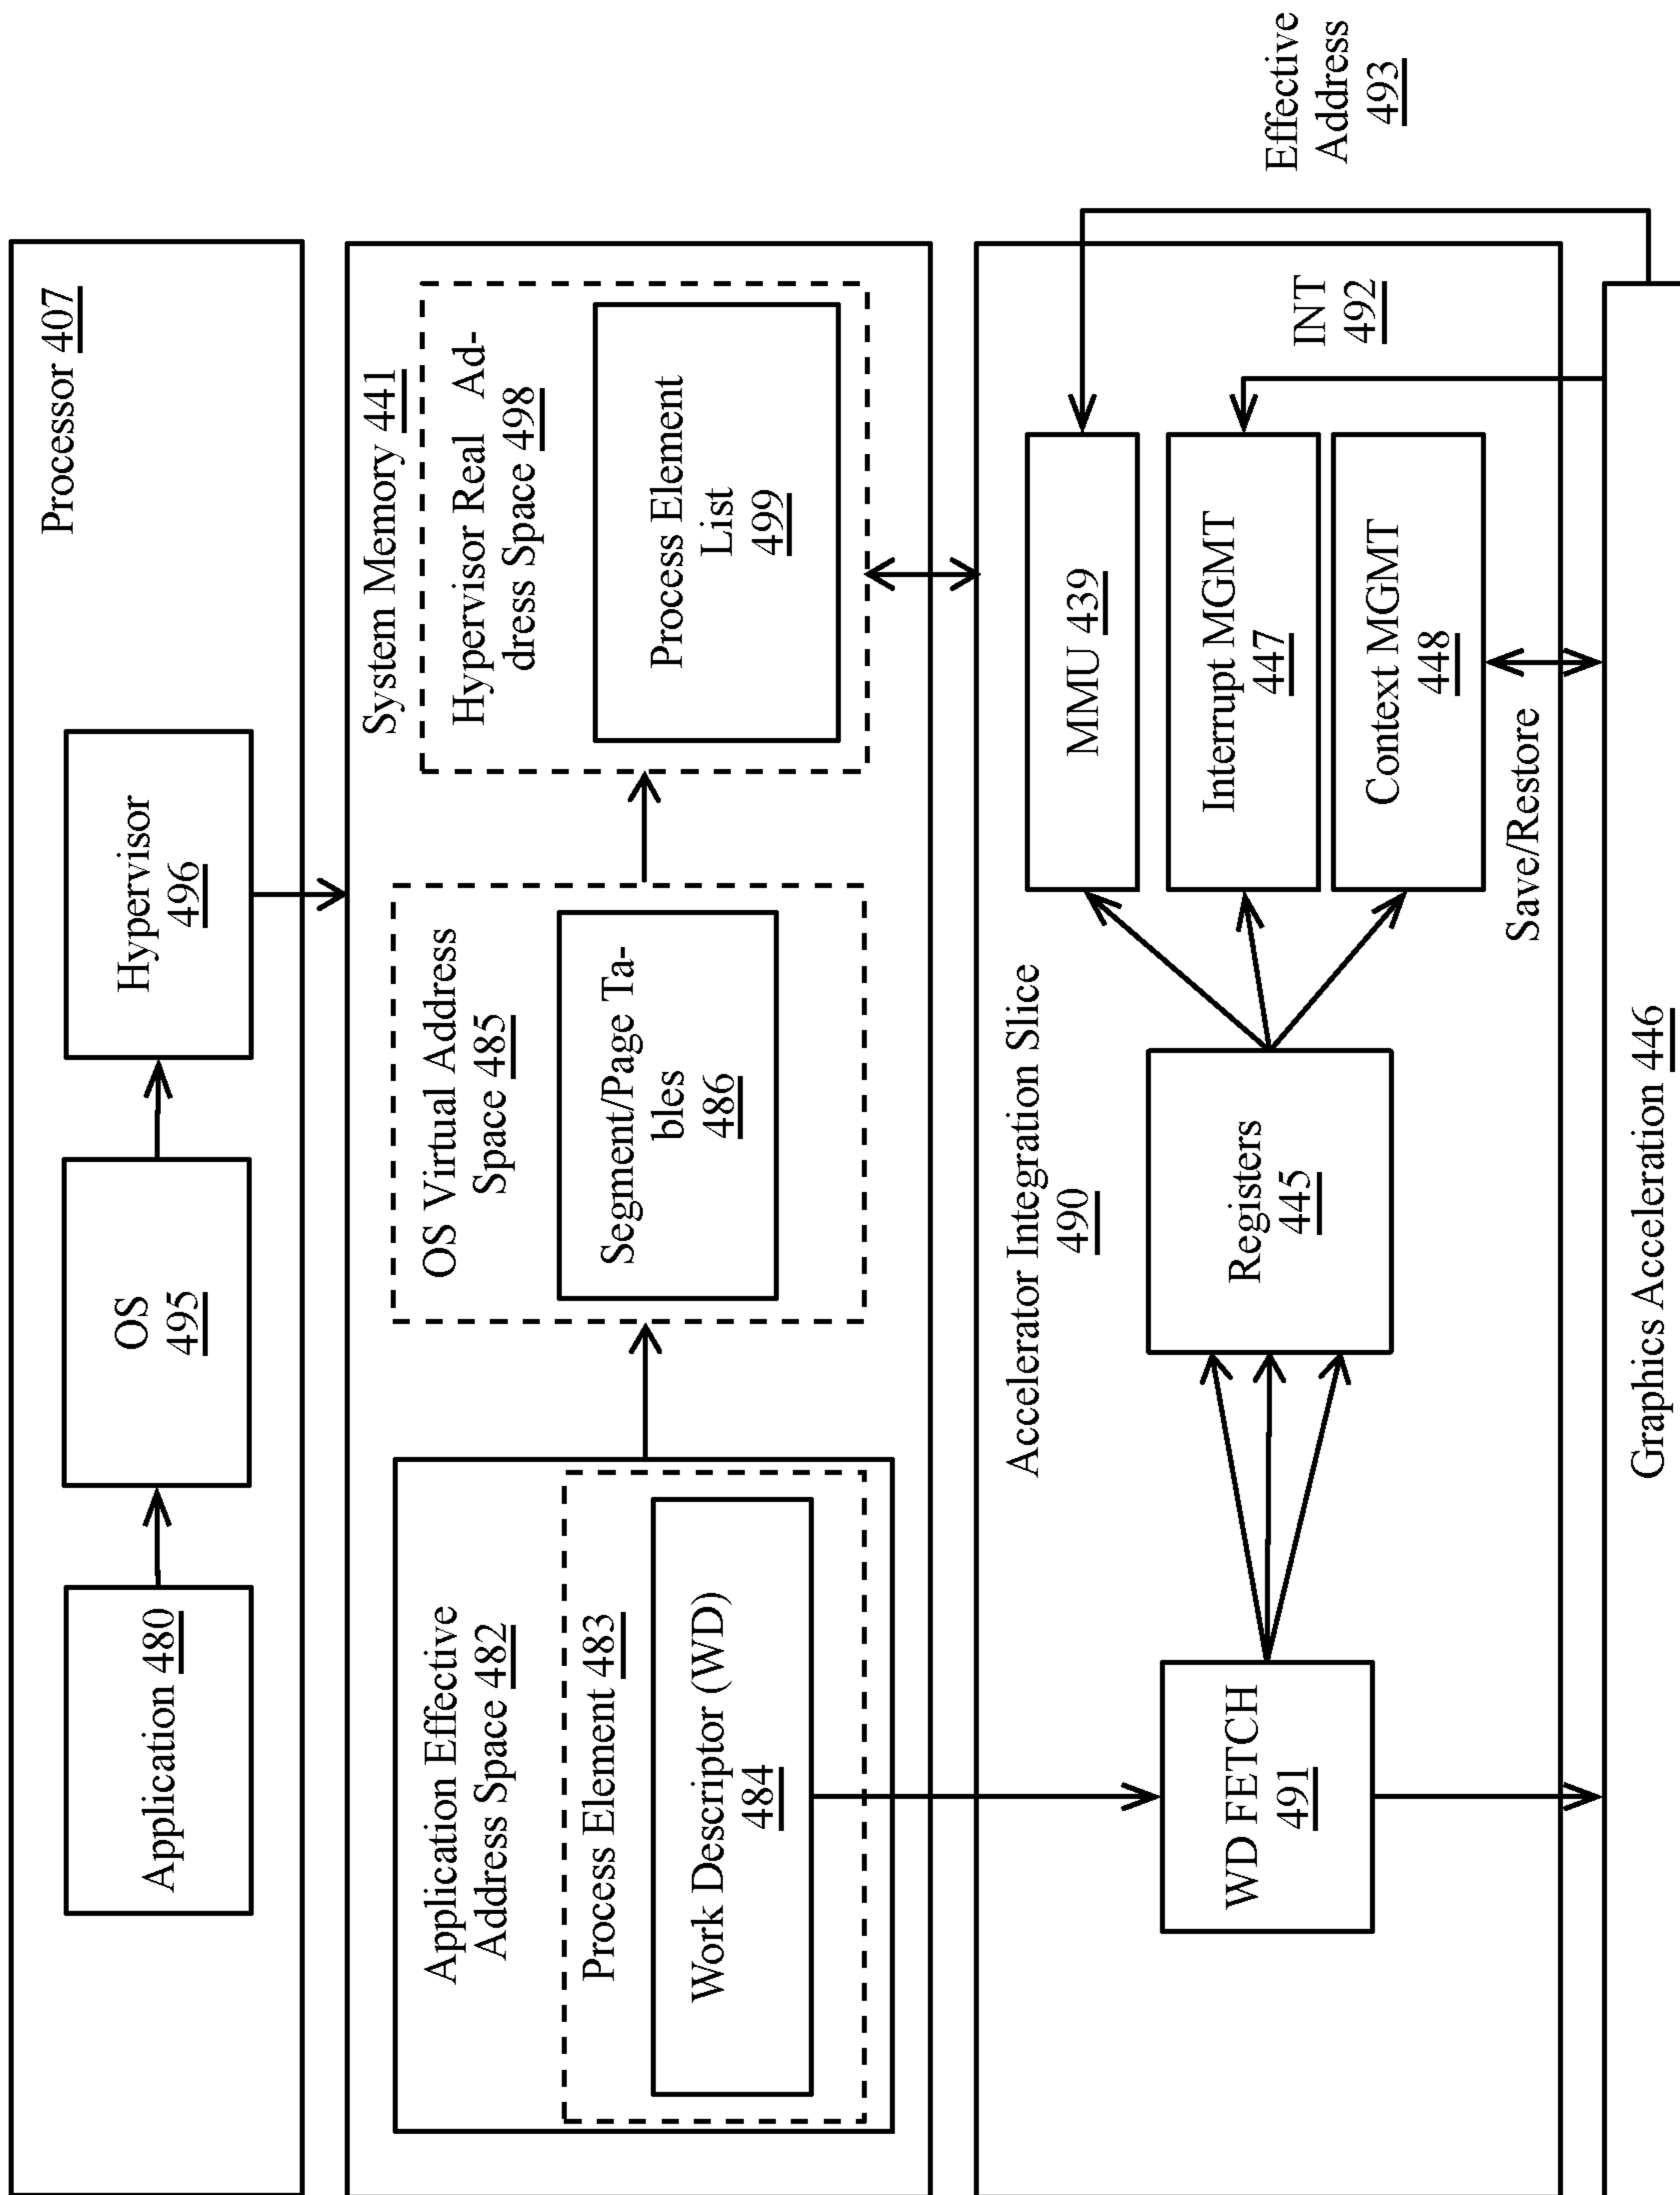 Processor 407
Application 480
OS
495
Hypervisor
496
System Memory 441
Application Effective
Address Space 482
Process Element 483
Work Descriptor (WD)
484
OS Virtual Address
Space 485
Segment/Page Ta-
bles
486
Hypervisor Real Ad-
dress Space 498
Process Element
List
499
Accelerator Integration Slice
490
WD FETCH
491
Registers
445
MMU 439
Interrupt MGMT
447
Context MGMT
448
INT
492
Effective
Address
493
Save/Restore
Graphics Acceleration 446